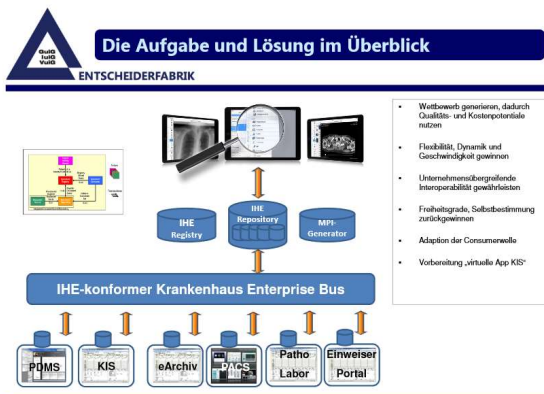 GuiG
IuiG
VuiG
Die Aufgabe und Lösung im Überblick
ENTSCHEIDERFABRIK
• Wettbewerb generieren, dadurch
Qualitäts- und Kostenpotentiale
nutzen
• Flexibilität, Dynamik und
Geschwindigkeit gewinnen
• Unternehmensübergreifende
Interoperabilität gewährleisten
• Freiheitsgrade, Selbstbestimmung
zurückgewinnen
• Adaption der Consumerwelle
• Vorbereitung „virtuelle App KIS“
IHE
Registry
IHE
Repository
MPI-
Generator
IHE-konformer Krankenhaus Enterprise Bus
PDMS
KIS
eArchiv
PACS
Patho
Labor
Einweiser
Portal